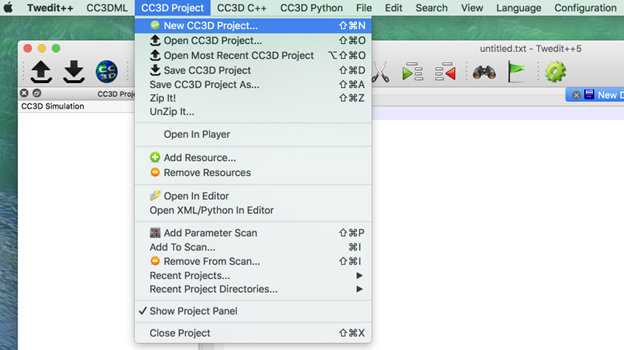 Twedit++ CC3DML CC3D Project CC3D C++ CC3D Python File Edit Search View Language Configuration
untitled.txt - Twedit++5
New CC3D Project... ⇧⌘N
Open CC3D Project... ⇧⌘O
Open Most Recent CC3D Project ⌥⇧⌘O
Save CC3D Project ⇧⌘D
Save CC3D Project As... ⇧⌘A
Zip It! ⇧⌘Z
UnZip It...
Open In Player
Add Resource...
Remove Resources
Open In Editor
Open XML/Python In Editor
Add Parameter Scan ⇧⌘P
Add To Scan... ⌘I
Remove From Scan... ⇧⌘I
Recent Projects...
Recent Project Directories...
✓ Show Project Panel
Close Project ⇧⌘X
CC3D
CC3D Proj
CC3D Simulation
New D